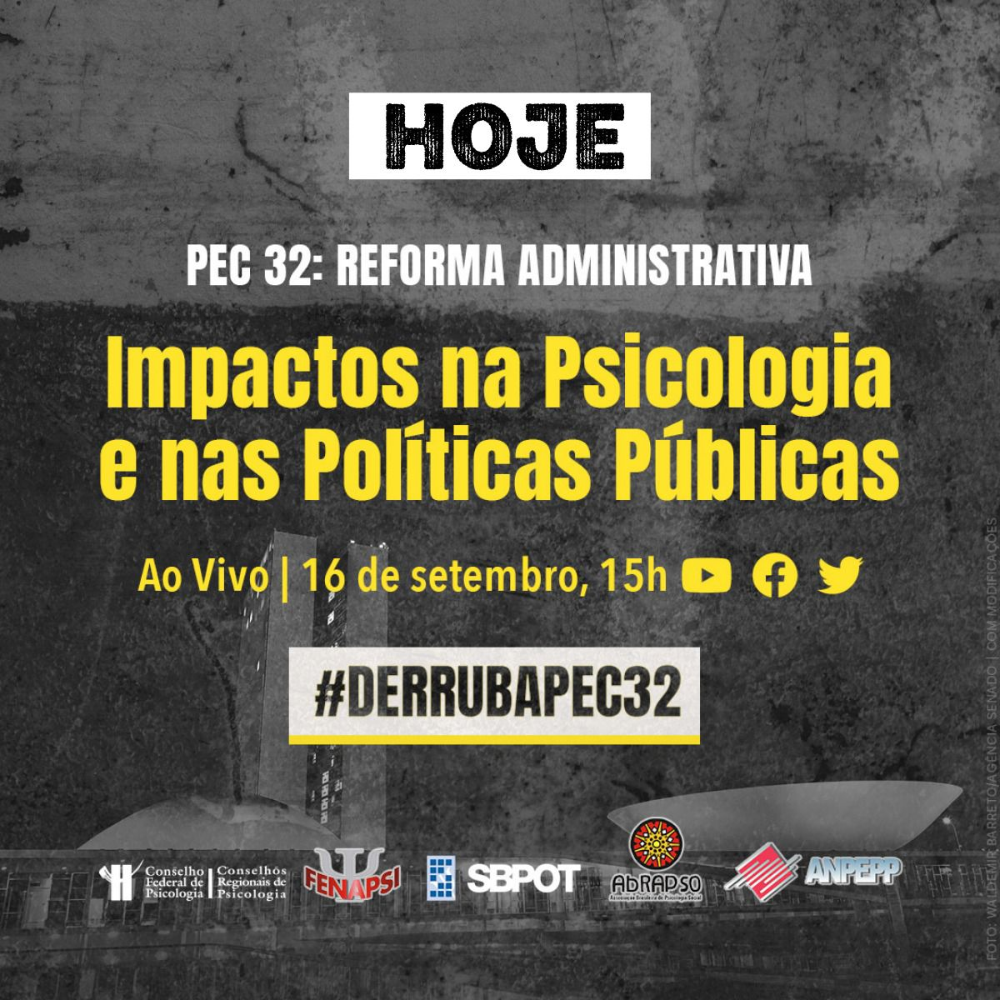 HOJE
PEC 32: REFORMA ADMINISTRATIVA
Impactos na Psicologia
e nas Políticas Públicas
Ao Vivo | 16 de setembro, 15h
#DERRUBAPEC32
Conselho
Federal de
Psicologia
Conselhos
Regionais de
Psicologia
FENAPSI
SBPOT
AbRAPSO
Associação Brasileira de Psicologia Social
ANPEPP
FOTO: WALDEMIR BARRETO/AGÊNCIA SENADO | COM MODIFICAÇÕES